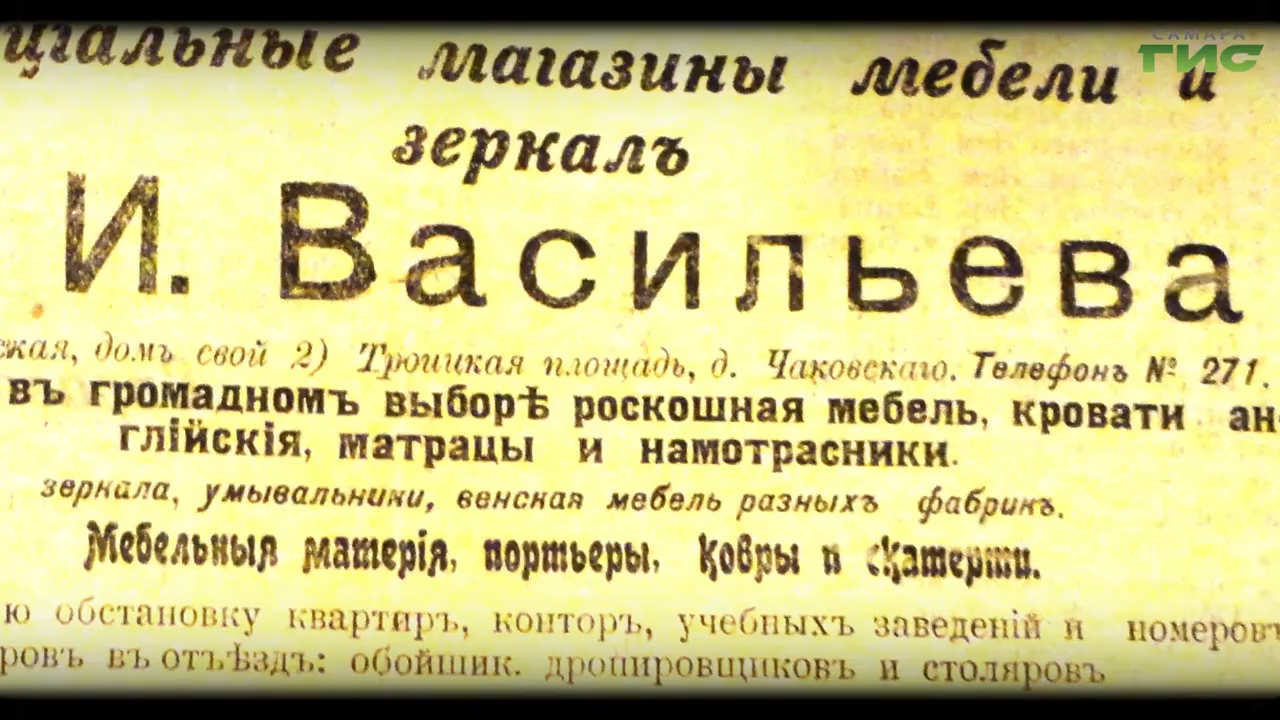 САМАРА
ГИС
ціальные магазины мебели и
зеркалъ
И. Васильева
ская, домъ свой 2) Троицкая площадь, д. Чаковскаго. Телефонъ № 271.
въ громадномъ выборѣ роскошная мебель, кровати ан-
глійскія, матрацы и намотрасники.
зеркала, умывальники, венская мебель разныхъ фабрикъ.
Мебельныя матерія, портьеры, ковры и скатерти.
ю обстановку квартиръ, конторъ, учебныхъ заведеній и номеровъ
ровъ въ отъѣздъ: обойщик. дропировщиковъ и столяровъ